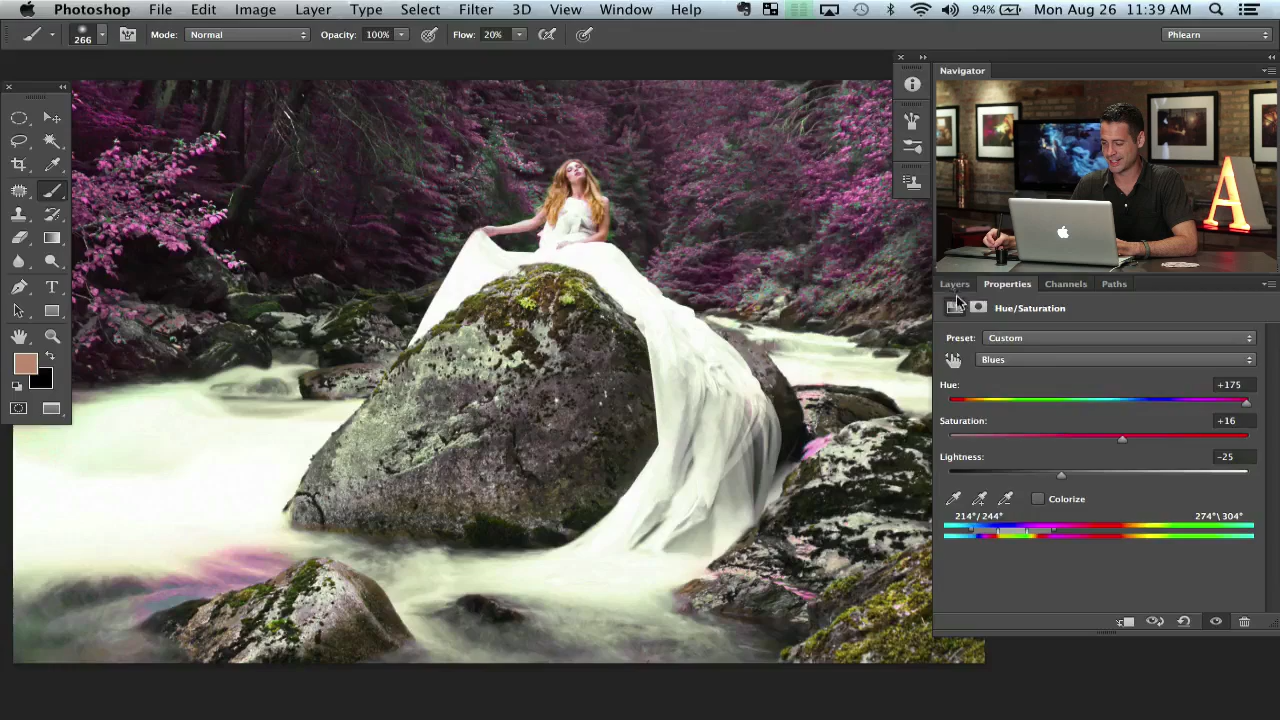 Photoshop File Edit Image Layer Type Select Filter 3D View Window Help 94% Mon Aug 26 11:39 AM
266 Mode: Normal Opacity: 100% Flow: 20% Phlearn
Navigator
A
Layers Properties Channels Paths
Hue/Saturation
Preset: Custom
Blues
Hue: +175
Saturation: +16
Lightness: -25
Colorize
214°/ 244° 274°\ 304°
T